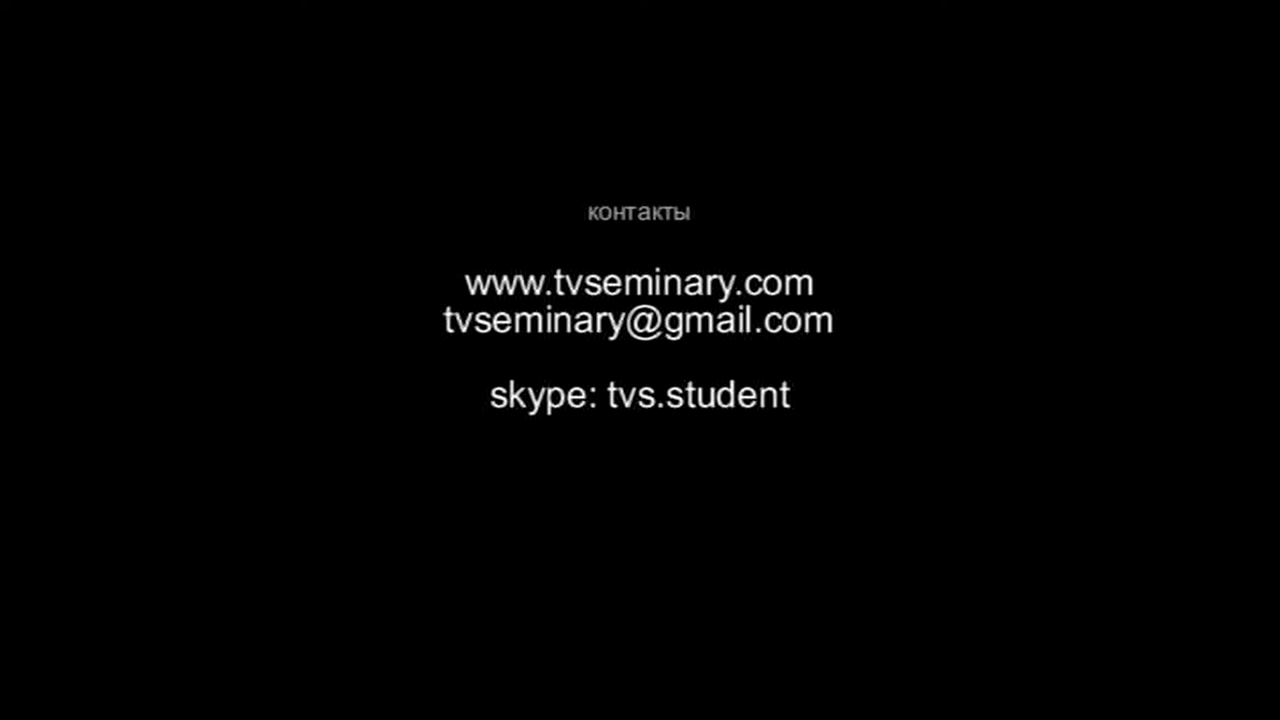 контакты
www.tvseminary.com
tvseminary@gmail.com
skype: tvs.student